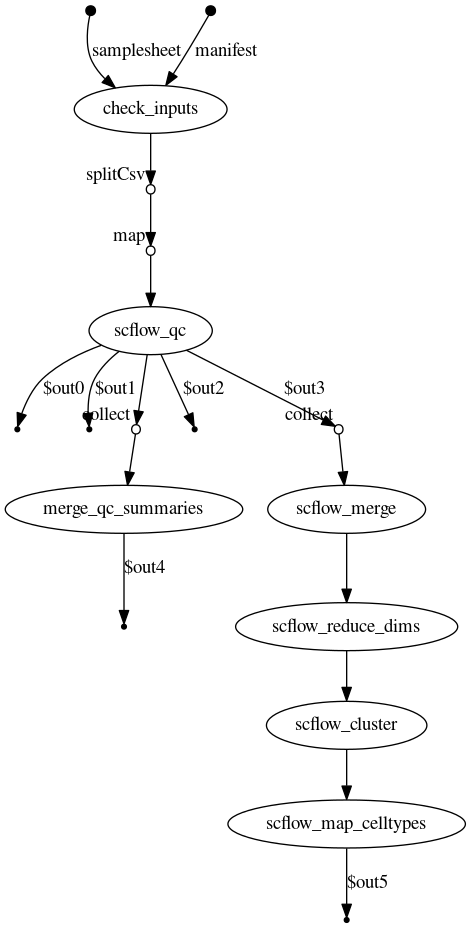 samplesheet
manifest
check_inputs
splitCsv
map
scflow_qc
$out0
$out1
$out2
$out3
collect
collect
merge_qc_summaries
scflow_merge
$out4
scflow_reduce_dims
scflow_cluster
scflow_map_celltypes
$out5